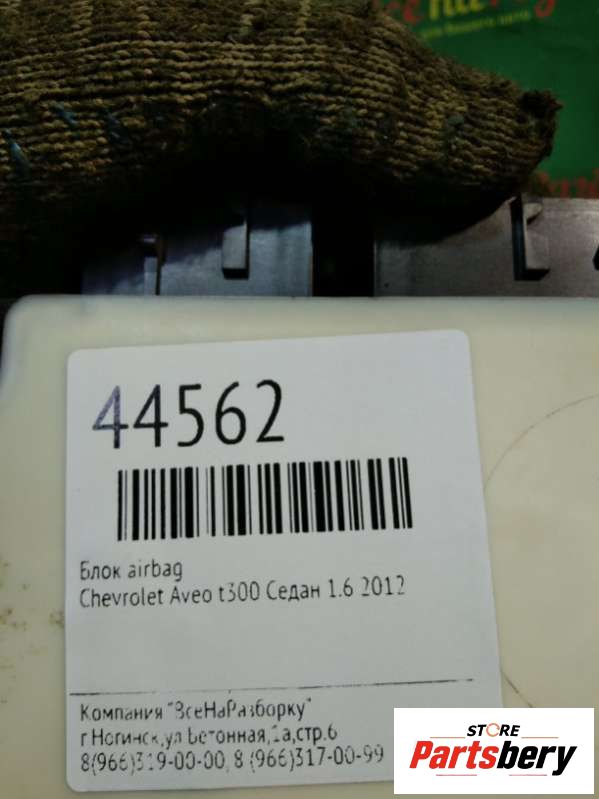 44562
Блок airbag
Chevrolet Aveo t300 Седан 1.6 2012
Компания "ВсеНаРазборку"
г.Ногинск,ул Бетонная,1а,стр.6
8(966)319-00-00, 8 (966)317-00-99
STORE
Partsbery